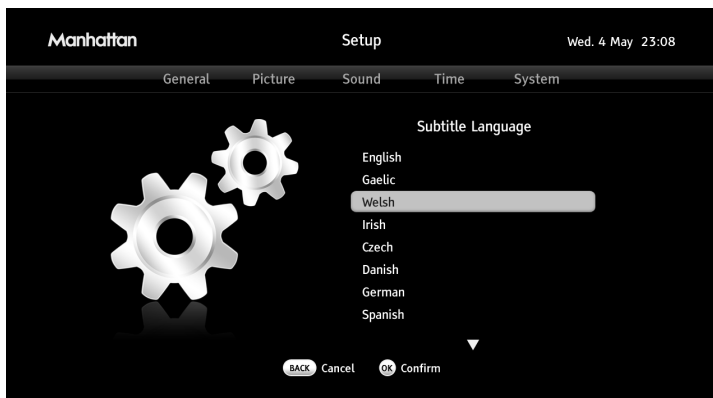 Manhattan Setup Wed. 4 May 23:08
General Picture Sound Time System
Subtitle Language
English
Gaelic
Welsh
Irish
Czech
Danish
German
Spanish
BACK Cancel OK Confirm